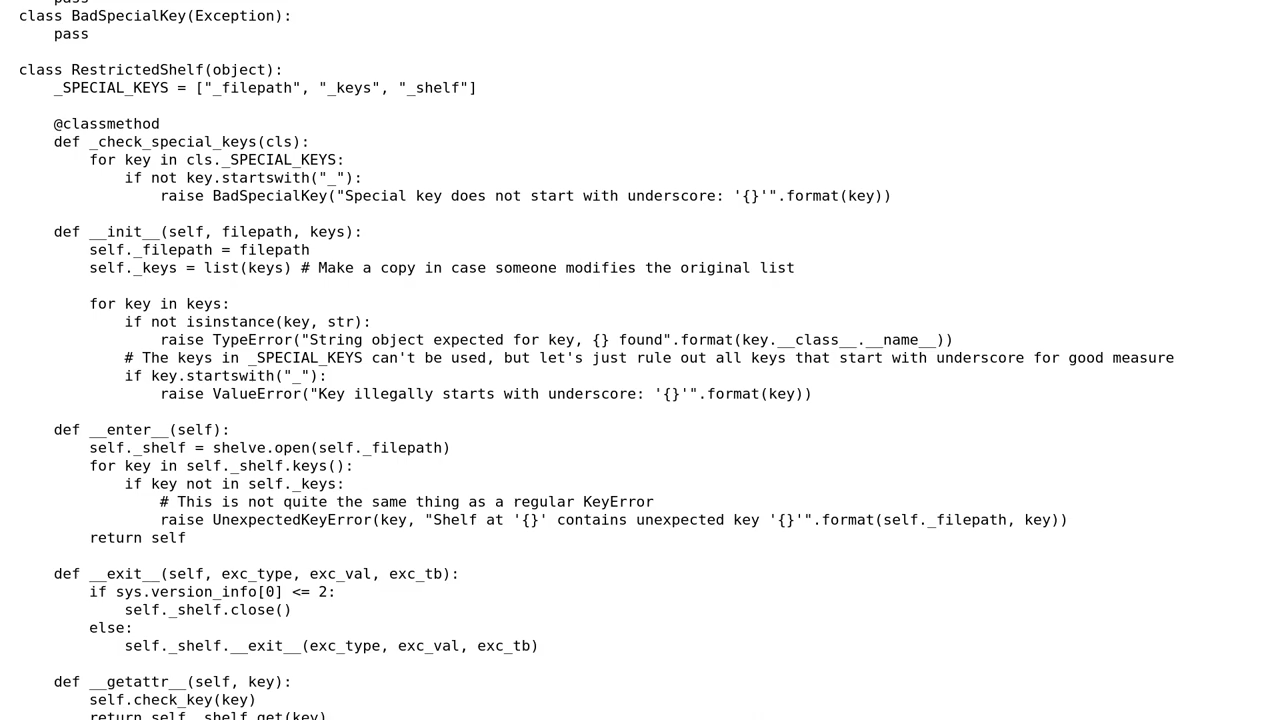 pass
class BadSpecialKey(Exception):
    pass

class RestrictedShelf(object):
    _SPECIAL_KEYS = ["_filepath", "_keys", "_shelf"]

    @classmethod
    def _check_special_keys(cls):
        for key in cls._SPECIAL_KEYS:
            if not key.startswith("_"):
                raise BadSpecialKey("Special key does not start with underscore: '{}'".format(key))

    def __init__(self, filepath, keys):
        self._filepath = filepath
        self._keys = list(keys) # Make a copy in case someone modifies the original list

        for key in keys:
            if not isinstance(key, str):
                raise TypeError("String object expected for key, {} found".format(key.__class__.__name__))
            # The keys in _SPECIAL_KEYS can't be used, but let's just rule out all keys that start with underscore for good measure
            if key.startswith("_"):
                raise ValueError("Key illegally starts with underscore: '{}'".format(key))

    def __enter__(self):
        self._shelf = shelve.open(self._filepath)
        for key in self._shelf.keys():
            if key not in self._keys:
                # This is not quite the same thing as a regular KeyError
                raise UnexpectedKeyError(key, "Shelf at '{}' contains unexpected key '{}'".format(self._filepath, key))
        return self

    def __exit__(self, exc_type, exc_val, exc_tb):
        if sys.version_info[0] <= 2:
            self._shelf.close()
        else:
            self._shelf.__exit__(exc_type, exc_val, exc_tb)

    def __getattr__(self, key):
        self.check_key(key)
        return self._shelf.get(key)